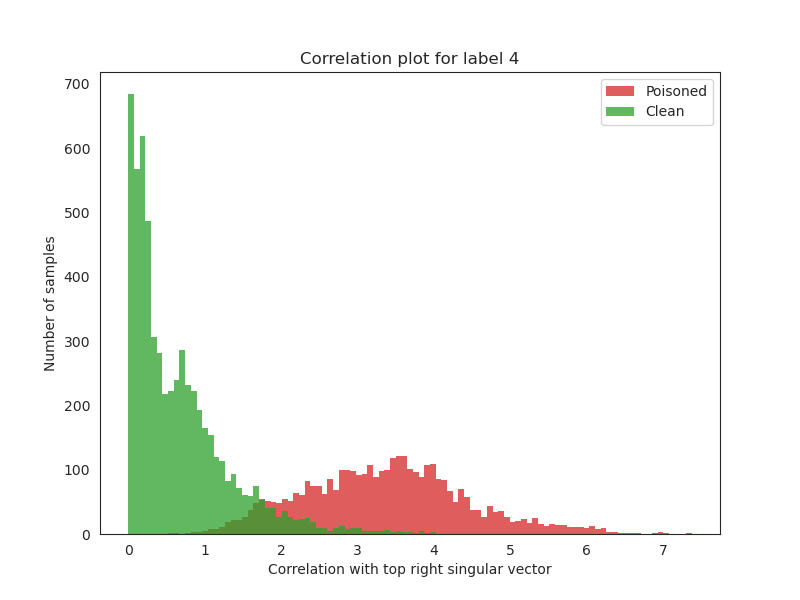 Correlation plot for label 4
Poisoned
Clean
700
600
500
400
300
200
100
0
Number of samples
0 1 2 3 4 5 6 7
Correlation with top right singular vector